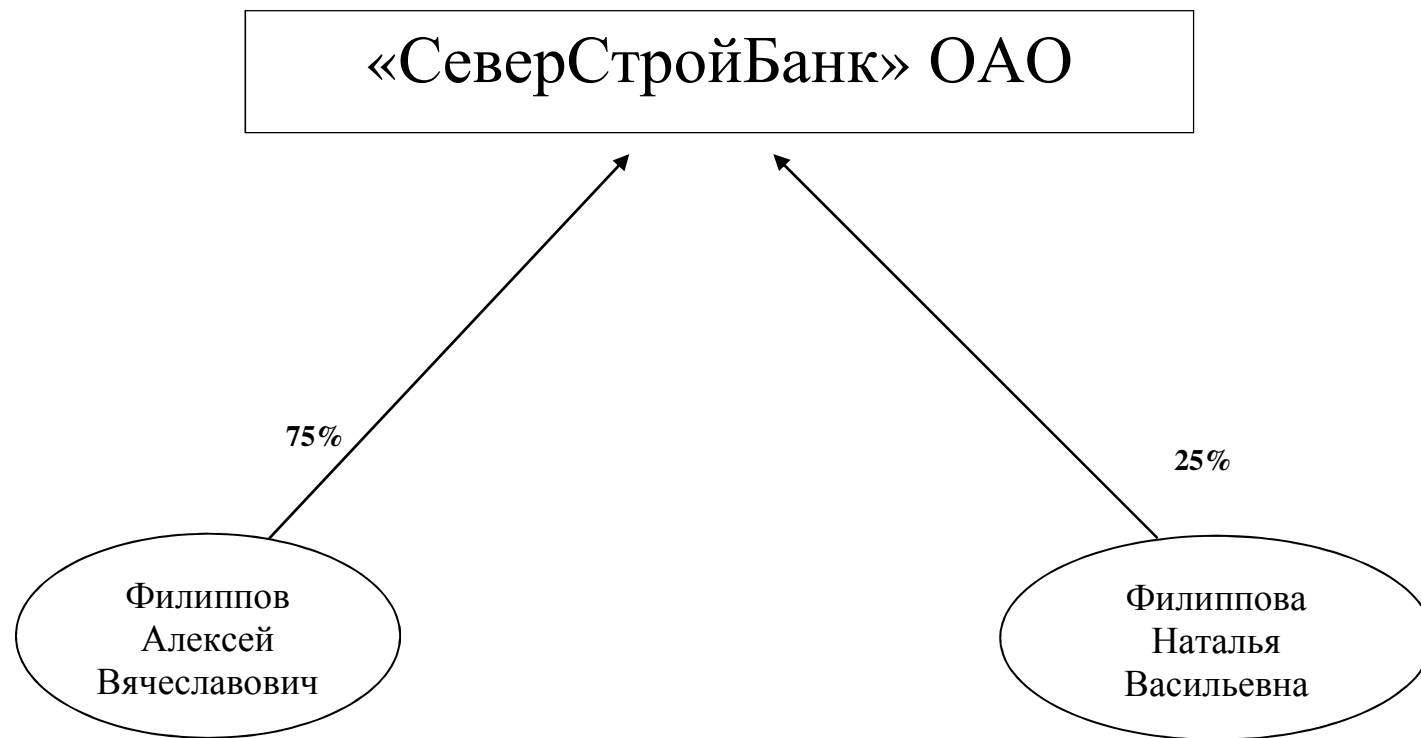 «СеверСтройБанк» ОАО
75%
25%
Филиппов
Алексей
Вячеславович
Филиппова
Наталья
Васильевна